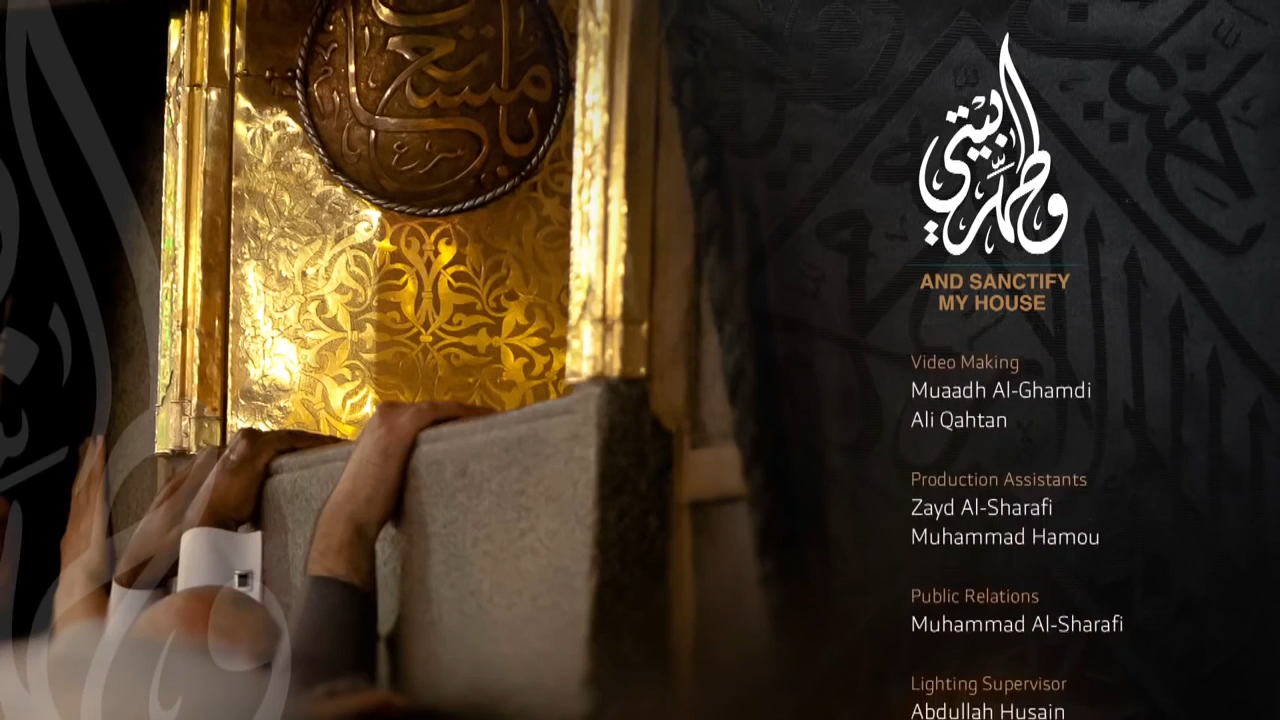 وطهر بيتي
AND SANCTIFY
MY HOUSE
Video Making
Muaadh Al-Ghamdi
Ali Qahtan
Production Assistants
Zayd Al-Sharafi
Muhammad Hamou
Public Relations
Muhammad Al-Sharafi
Lighting Supervisor
Abdullah Husain